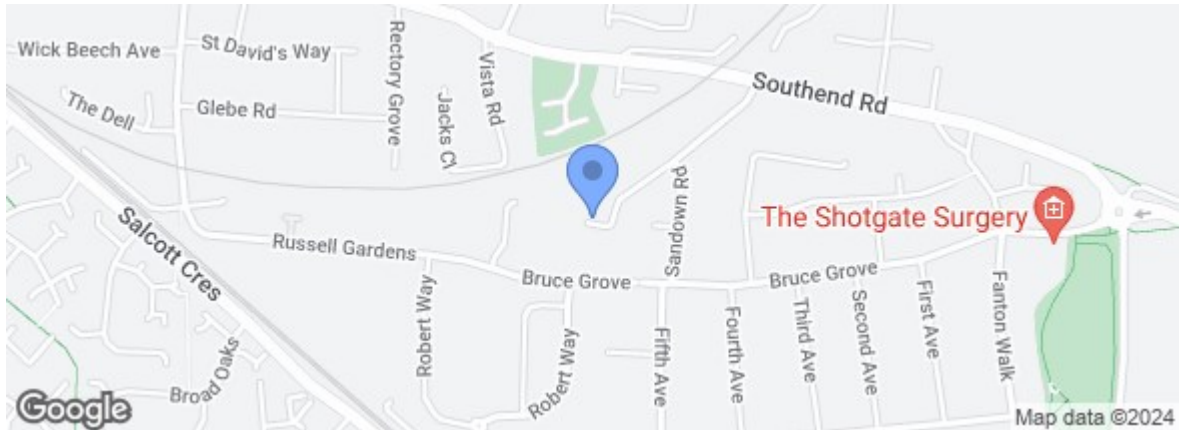 Wick Beech Ave
St David's Way
Rectory Grove
Vista Rd
Southend Rd
The Dell
Glebe Rd
Jacks Cl
Sandown Rd
The Shotgate Surgery
Salcott Cres
Russell Gardens
Bruce Grove
Bruce Grove
Robert Way
Robert Way
Fifth Ave
Fourth Ave
Third Ave
Second Ave
First Ave
Fanton Walk
Broad Oaks
Google
Map data ©2024